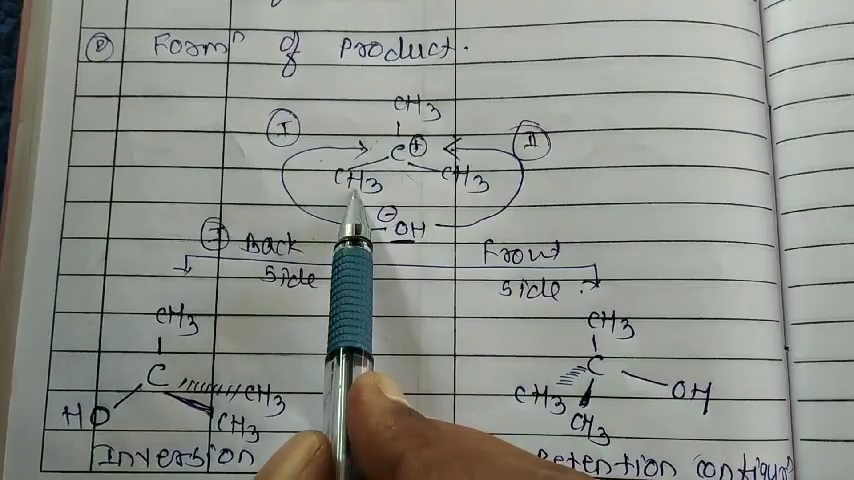 ② Formⁿ of Product.
CH3
I C⊕ II
CH3 CH3
⊖
OH
I Back Front
Side Side
CH3 CH3
C C
CH3 CH3 OH
HO CH3 CH3
Inversion Retention